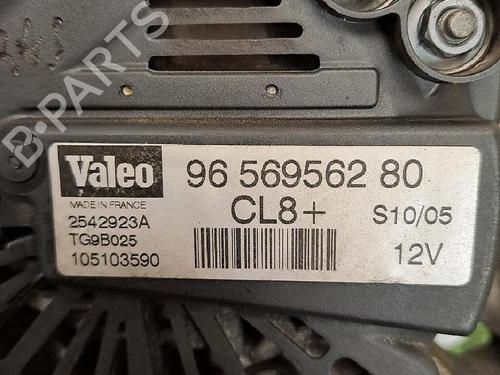 B-PARTS
Valeo
96 569562 80
MADE IN FRANCE
CL8+
S10/05
2542923A
TG9B025
12V
105103590